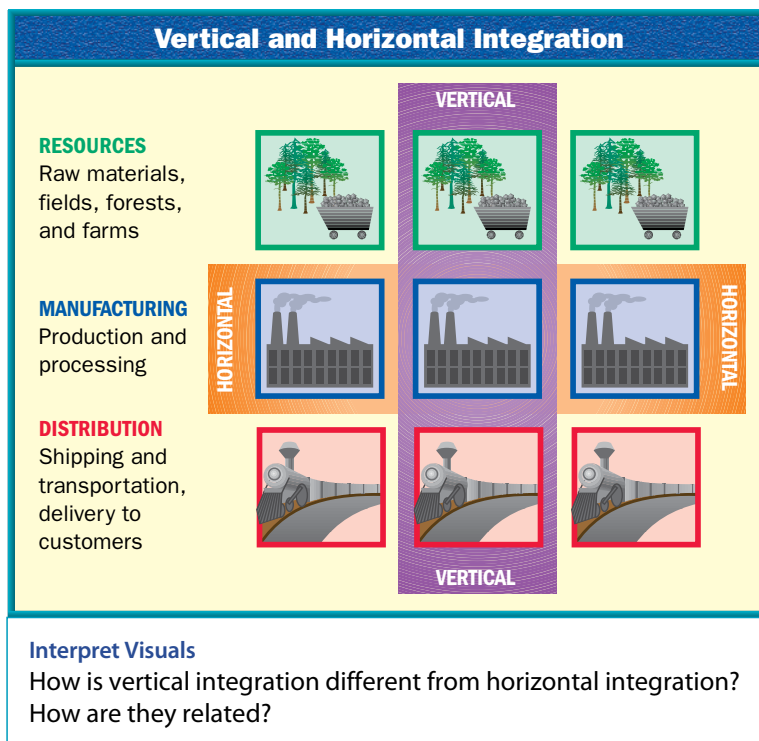 Vertical and Horizontal Integration
VERTICAL
RESOURCES
Raw materials,
fields, forests,
and farms
HORIZONTAL
MANUFACTURING
Production and
processing
HORIZONTAL
DISTRIBUTION
Shipping and
transportation,
delivery to
customers
VERTICAL
Interpret Visuals
How is vertical integration different from horizontal integration?
How are they related?